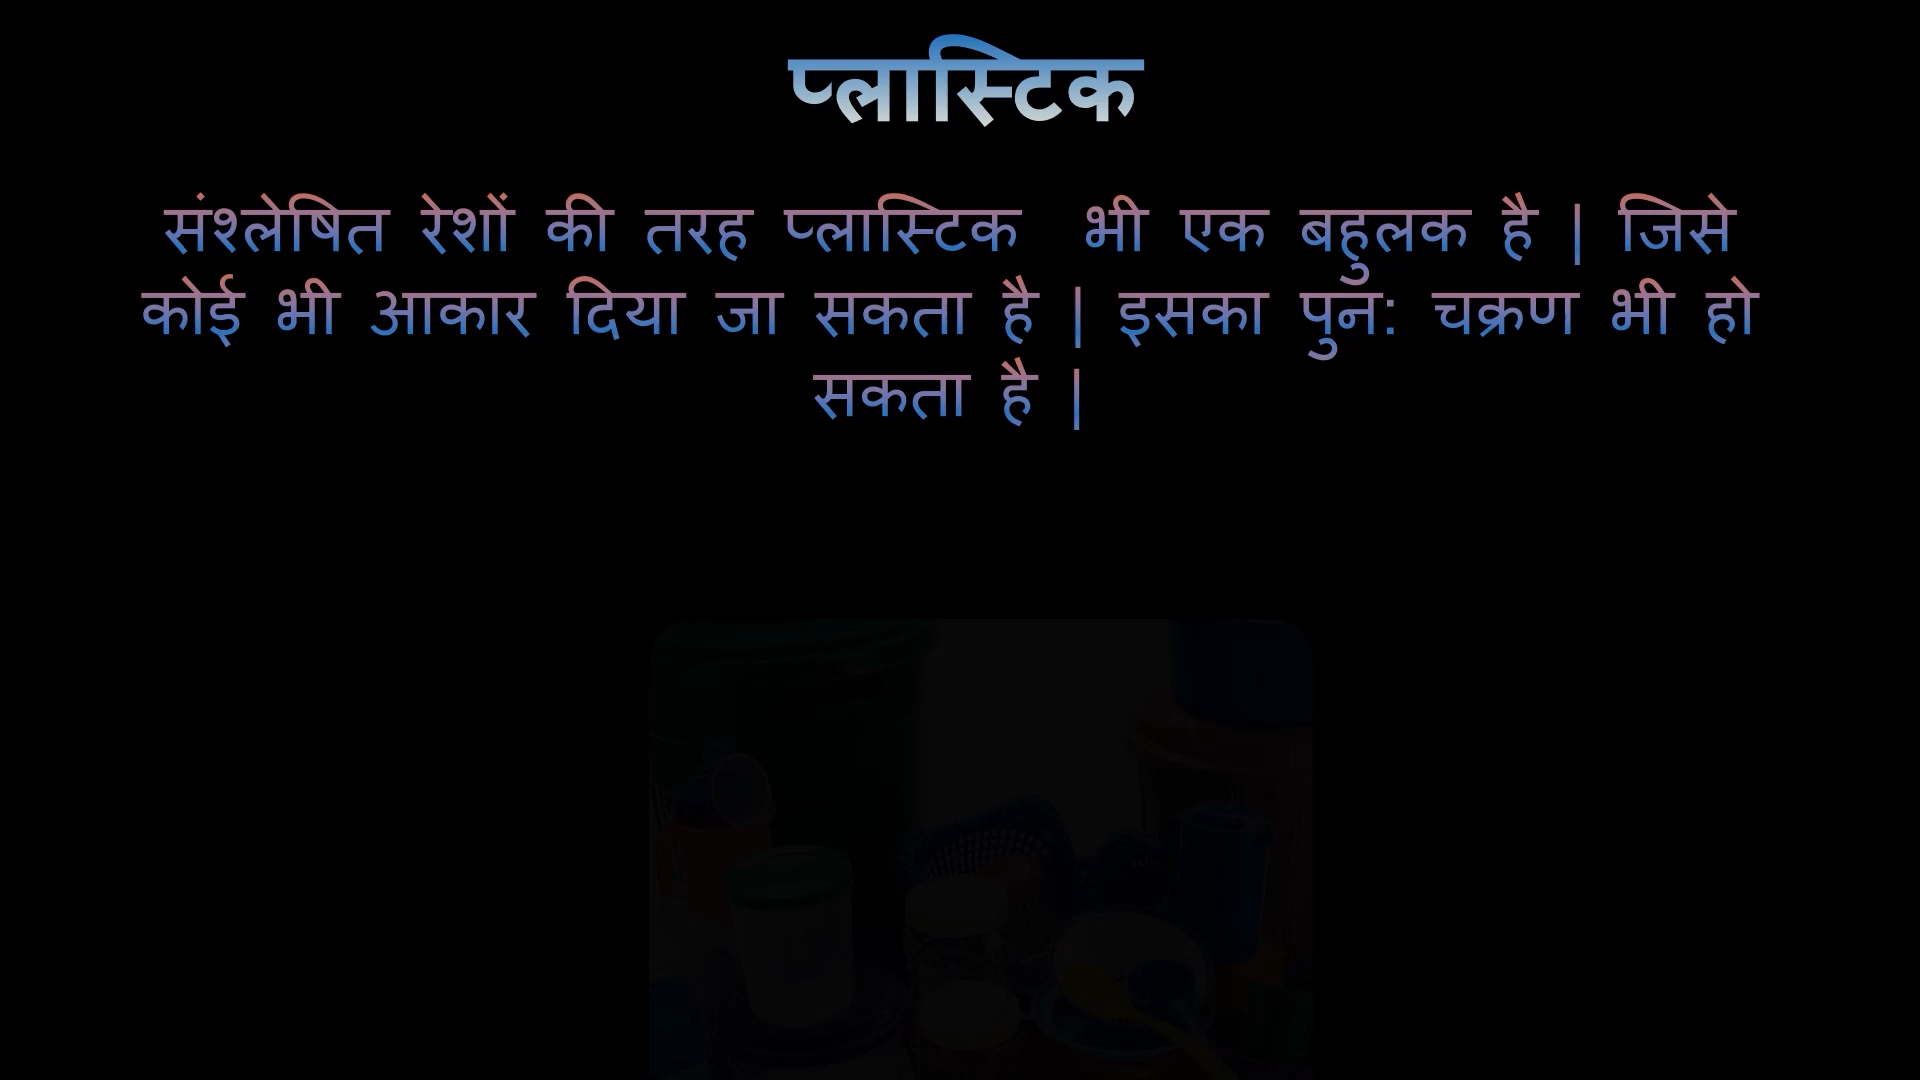 प्लास्टिक
संश्लेषित रेशों की तरह प्लास्टिक भी एक बहुलक है | जिसे
कोई भी आकार दिया जा सकता है | इसका पुन: चक्रण भी हो
सकता है |